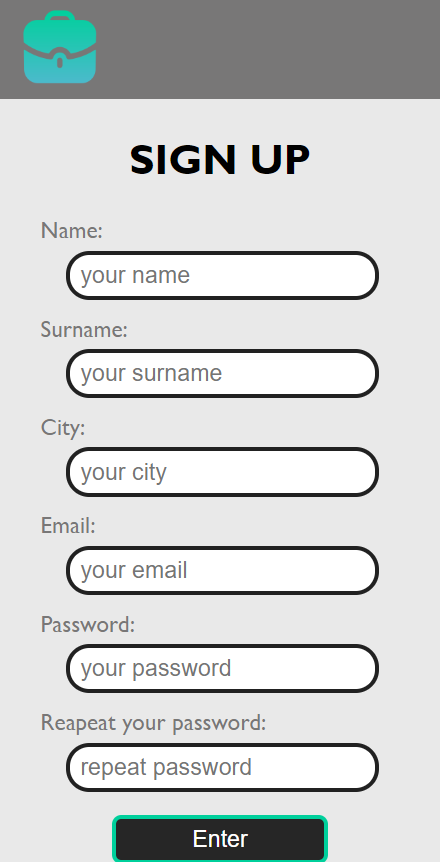 SIGN UP
Name:
your name
Surname:
your surname
City:
your city
Email:
your email
Password:
your password
Reapeat your password:
repeat password
Enter